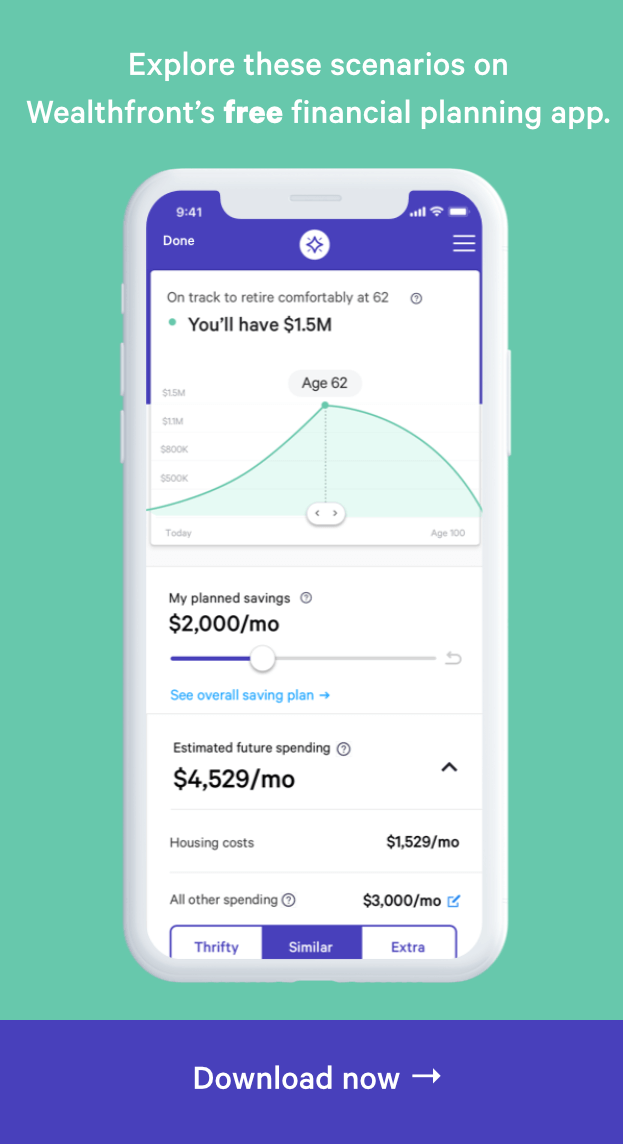 Explore these scenarios on
Wealthfront’s free financial planning app.
9:41
Done
On track to retire comfortably at 62 ?
You’ll have $1.5M
Age 62
$1.5M
$1.1M
$800K
$500K
Today Age 100
My planned savings ?
$2,000/mo
See overall saving plan →
Estimated future spending ?
$4,529/mo
Housing costs $1,529/mo
All other spending ? $3,000/mo
Thrifty Similar Extra
Download now →